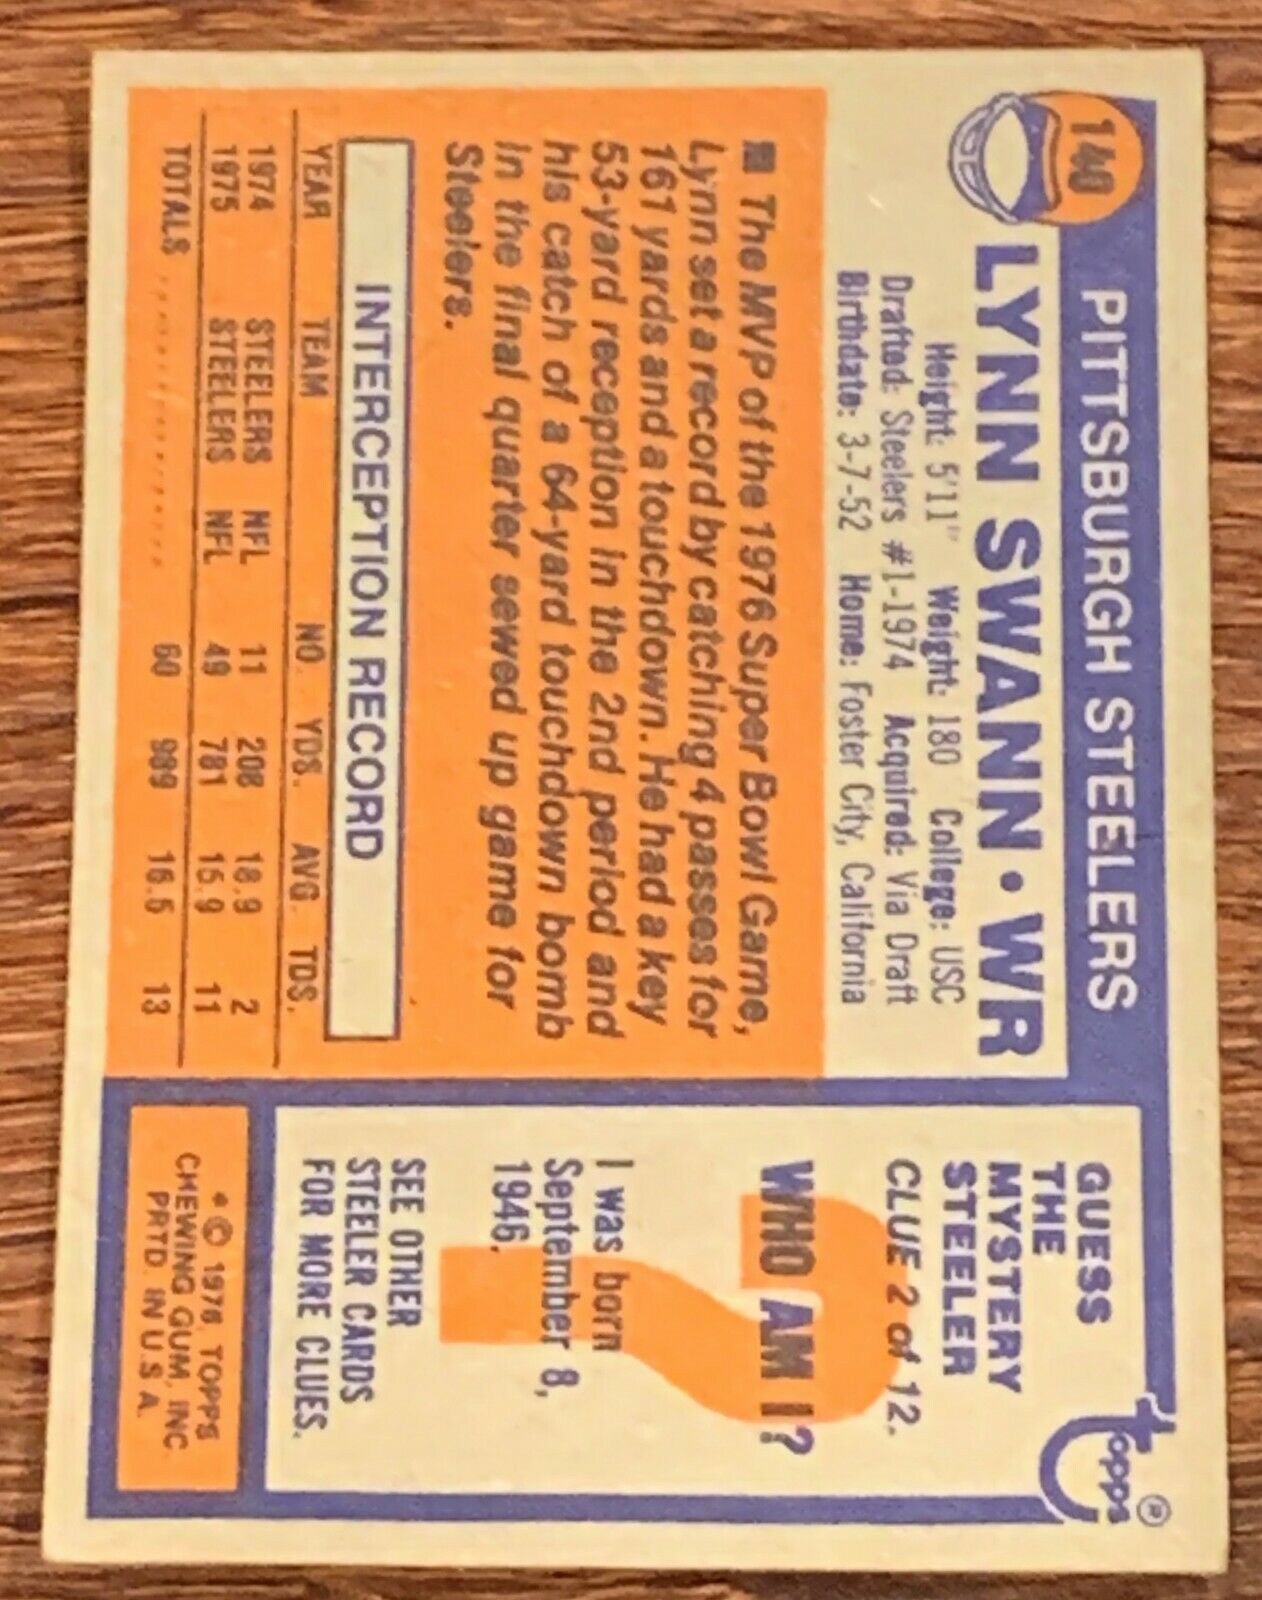 140
PITTSBURGH STEELERS
LYNN SWANN • WR
Height: 5'11" Weight: 180 College: USC
Drafted: Steelers #1-1974 Acquired: Via Draft
Birthdate: 3-7-52 Home: Foster City, California
■ The MVP of the 1976 Super Bowl Game,
Lynn set a record by catching 4 passes for
161 yards and a touchdown. He had a key
53-yard reception in the 2nd period and
his catch of a 64-yard touchdown bomb
in the final quarter sewed up game for
Steelers.
INTERCEPTION RECORD
YEAR TEAM NO. YDS. AVG. TDS.
1974 STEELERS NFL 11 208 18.9 2
1975 STEELERS NFL 49 781 15.9 11
TOTALS 60 989 16.5 13
topps ®
GUESS
THE
MYSTERY
STEELER
CLUE 2 of 12.
WHO AM I?
?
I was born
September 8,
1946.
SEE OTHER
STEELER CARDS
FOR MORE CLUES.
* © 1976, TOPPS
CHEWING GUM, INC.
PRTD. IN U.S.A.